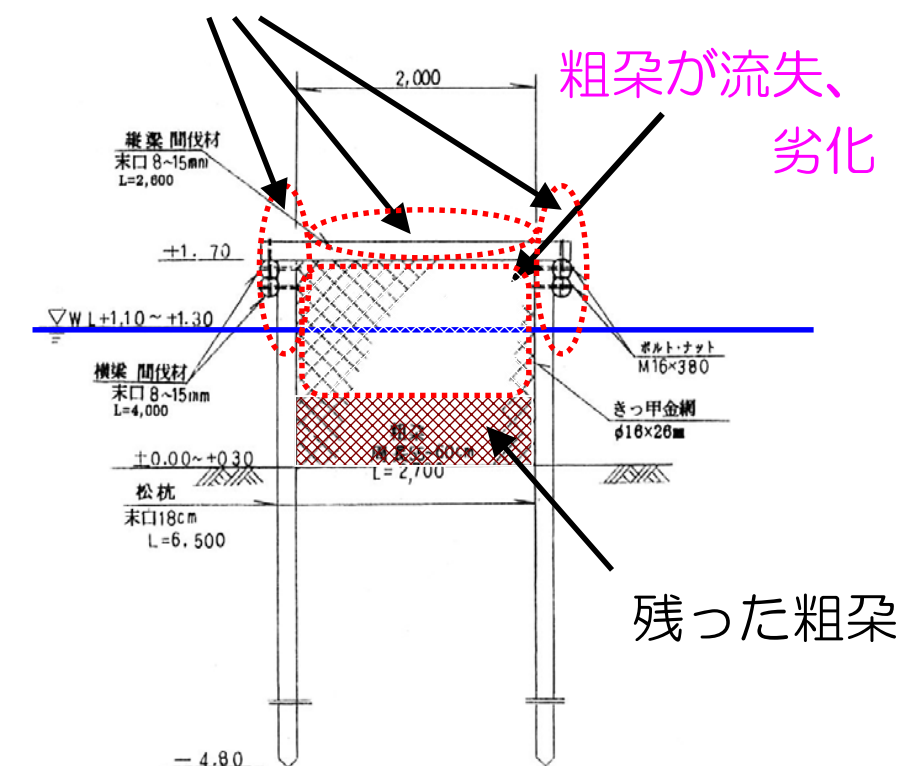 2,000
粗朶が流失、
劣化
縦梁 間伐材
末口 8~15mm
L=2,600
+1.70
▽WL+1.10~+1.30
横梁 間伐材
末口 8~15mm
L=4,000
ボルト・ナット
M16×380
きっ甲金網
φ16×26
粗朶
60cm
L=2,700
±0.00~+0.30
松杭
末口18cm
L=6,500
残った粗朶
-4.80